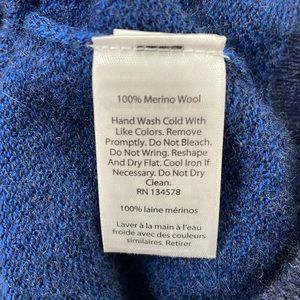 100% Merino Wool
Hand Wash Cold With
Like Colors. Remove
Promptly. Do Not Bleach.
Do Not Wring. Reshape
And Dry Flat. Cool Iron If
Necessary. Do Not Dry
Clean.
RN 134578
100% laine mérinos
Laver à la main à l'eau
froide avec des couleurs
similaires. Retirer